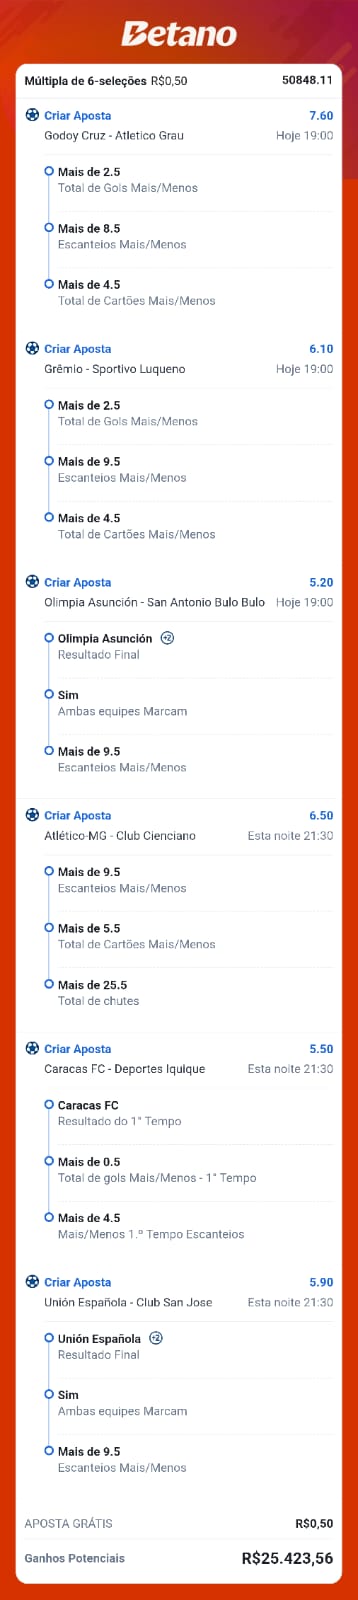 Betano
Múltipla de 6-seleções R$0,50 50848.11
Criar Aposta 7.60
Godoy Cruz - Atletico Grau Hoje 19:00
Mais de 2.5
Total de Gols Mais/Menos
Mais de 8.5
Escanteios Mais/Menos
Mais de 4.5
Total de Cartões Mais/Menos
Criar Aposta 6.10
Grêmio - Sportivo Luqueno Hoje 19:00
Mais de 2.5
Total de Gols Mais/Menos
Mais de 9.5
Escanteios Mais/Menos
Mais de 4.5
Total de Cartões Mais/Menos
Criar Aposta 5.20
Olimpia Asunción - San Antonio Bulo Bulo Hoje 19:00
Olimpia Asunción +2
Resultado Final
Sim
Ambas equipes Marcam
Mais de 9.5
Escanteios Mais/Menos
Criar Aposta 6.50
Atlético-MG - Club Cienciano Esta noite 21:30
Mais de 9.5
Escanteios Mais/Menos
Mais de 5.5
Total de Cartões Mais/Menos
Mais de 25.5
Total de chutes
Criar Aposta 5.50
Caracas FC - Deportes Iquique Esta noite 21:30
Caracas FC
Resultado do 1° Tempo
Mais de 0.5
Total de gols Mais/Menos - 1° Tempo
Mais de 4.5
Mais/Menos 1.º Tempo Escanteios
Criar Aposta 5.90
Unión Española - Club San Jose Esta noite 21:30
Unión Española +2
Resultado Final
Sim
Ambas equipes Marcam
Mais de 9.5
Escanteios Mais/Menos
APOSTA GRÁTIS R$0,50
Ganhos Potenciais R$25.423,56